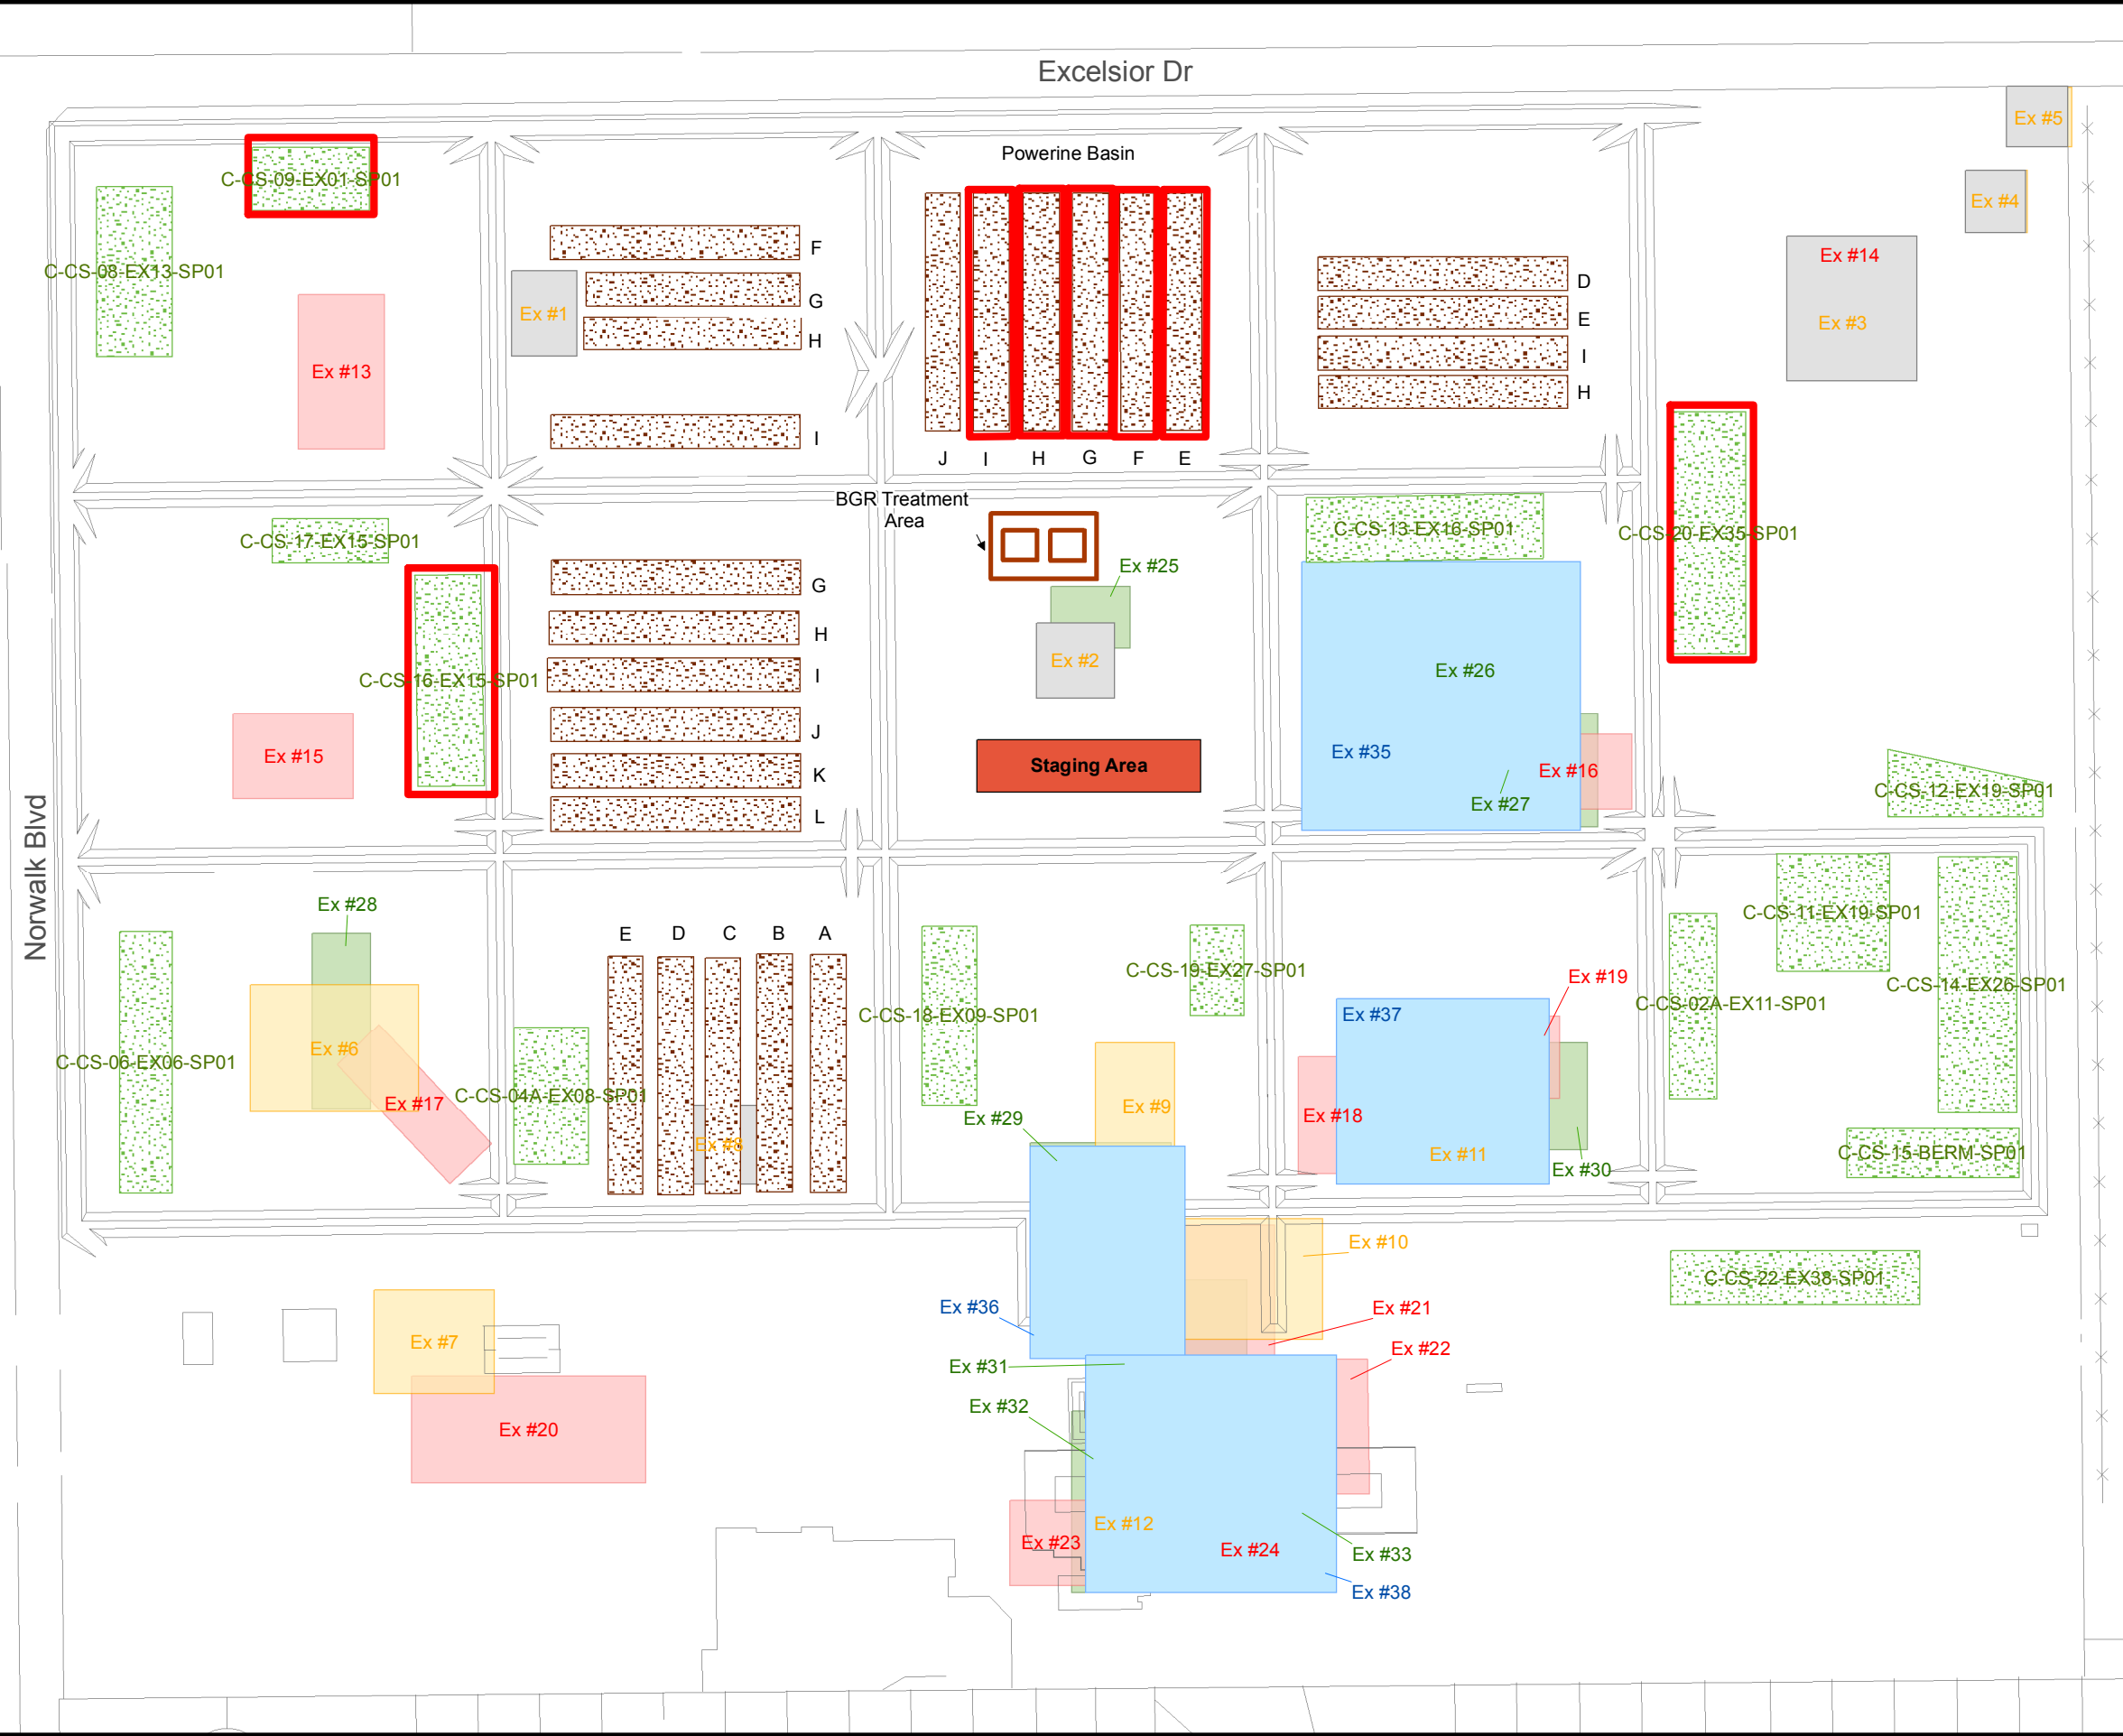 Excelsior Dr
Ex #5
Powerine Basin
C-CS-09-EX01-SP01
Ex #4
F
Ex #14
C-CS-08-EX13-SP01
D
G
Ex #1
E
Ex #3
H
I
Ex #13
H
I
J
I
H
G
F
E
BGR Treatment
Area
C-CS-13-EX16-SP01
C-CS-20-EX35-SP01
C-CS-17-EX15-SP01
Ex #25
G
H
Ex #2
Ex #26
C-CS-16-EX15-SP01
I
J
Ex #15
Staging Area
Ex #35
Ex #16
K
Ex #27
C-CS-12-EX19-SP01
L
Norwalk Blvd
Ex #28
E
D
C
B
A
C-CS-11-EX19-SP01
C-CS-19-EX27-SP01
Ex #19
C-CS-14-EX26-SP01
C-CS-02A-EX11-SP01
C-CS-18-EX09-SP01
Ex #37
Ex #6
C-CS-06-EX06-SP01
C-CS-04A-EX08-SP01
Ex #17
Ex #9
Ex #29
Ex #18
Ex #8
Ex #11
C-CS-15-BERM-SP01
Ex #30
Ex #10
C-CS-22-EX38-SP01
Ex #36
Ex #21
Ex #7
Ex #22
Ex #31
Ex #32
Ex #20
Ex #12
Ex #23
Ex #24
Ex #33
Ex #38